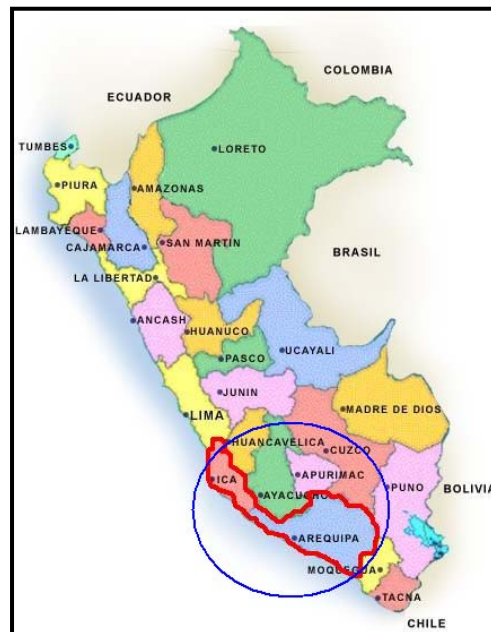 COLOMBIA
ECUADOR
TUMBES
LORETO
PIURA
AMAZONAS
LAMBAYEQUE
CAJAMARCA
SAN MARTIN
BRASIL
LA LIBERTAD
ANCASH
HUANUCO
UCAYALI
PASCO
JUNIN
LIMA
MADRE DE DIOS
HUANCAVELICA
CUZCO
ICA
APURIMAC
PUNO
BOLIVIA
AYACUCHO
AREQUIPA
MOQUEGUA
TACNA
CHILE